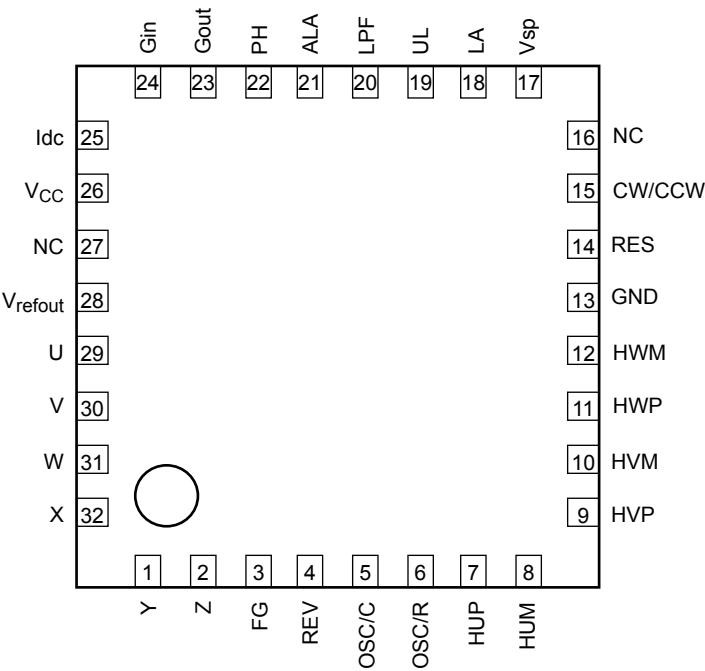 Gin Gout PH ALA LPF UL LA Vsp
24 23 22 21 20 19 18 17
Idc 25 16 NC
VCC 26 15 CW/CCW
NC 27 14 RES
Vrefout 28 13 GND
U 29 12 HWM
V 30 11 HWP
W 31 10 HVM
X 32 9 HVP
1 2 3 4 5 6 7 8
Y Z FG REV OSC/C OSC/R HUP HUM